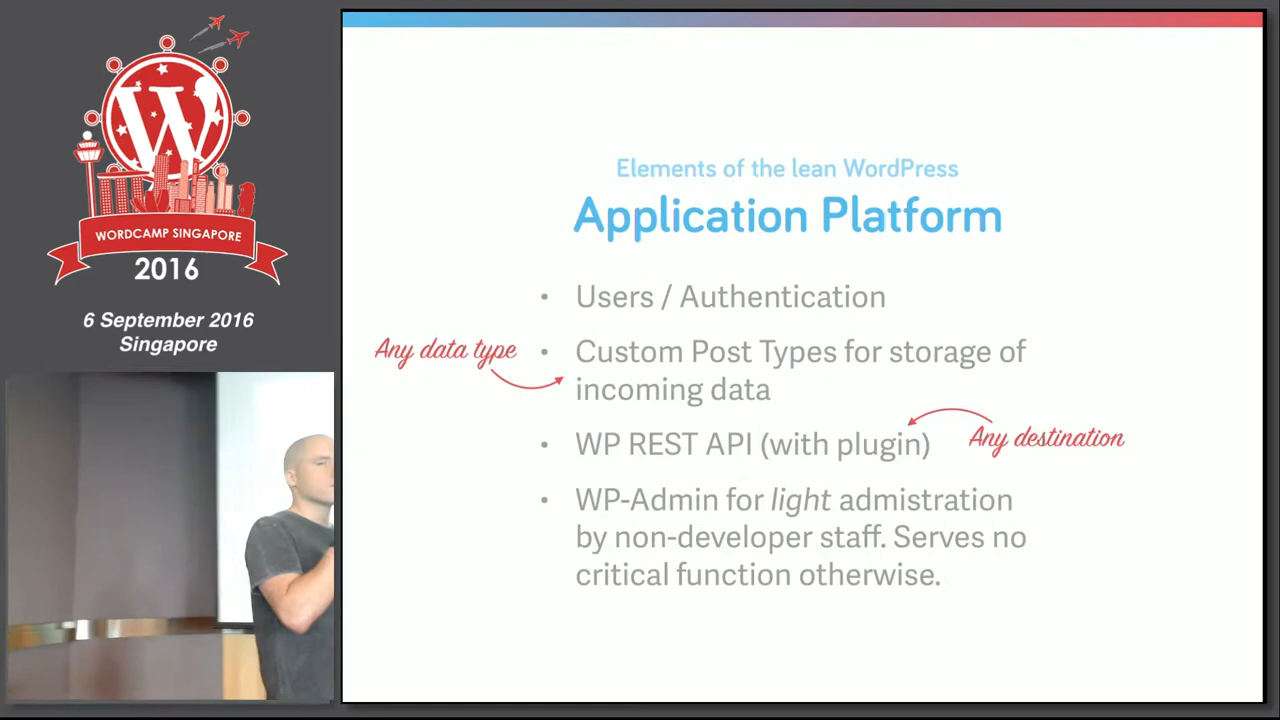 WORDCAMP SINGAPORE
2016
6 September 2016
Singapore
Elements of the lean WordPress
Application Platform
• Users / Authentication
Any data type
• Custom Post Types for storage of
incoming data
• WP REST API (with plugin)
Any destination
• WP-Admin for light admistration
by non-developer staff. Serves no
critical function otherwise.